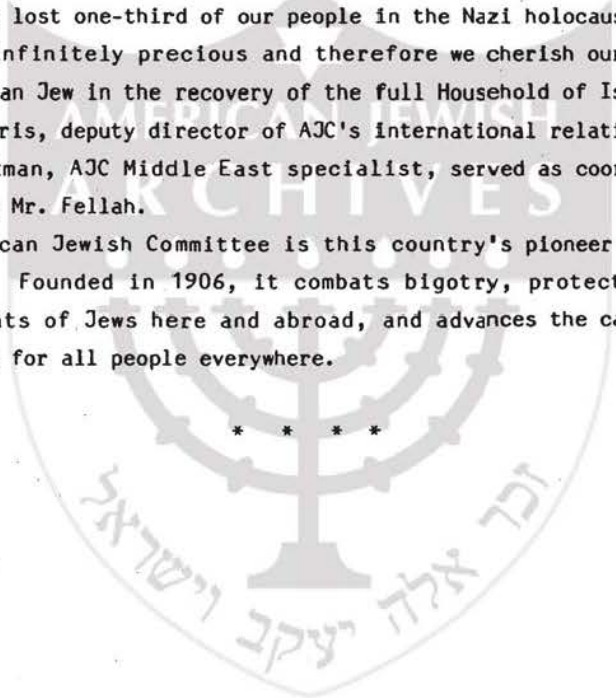 lost one-third of our people in the Nazi holocaus
nfinitely precious and therefore we cherish our
an Jew in the recovery of the full Household of Is
ris, deputy director of AJC's international relati
tman, AJC Middle East specialist, served as coor
Mr. Fellah.
can Jewish Committee is this country's pioneer
Founded in 1906, it combats bigotry, protect
ts of Jews here and abroad, and advances the ca
for all people everywhere.
* * * *
AMERICAN JEWISH
ARCHIVES
זכר אלה יעקב וישראל